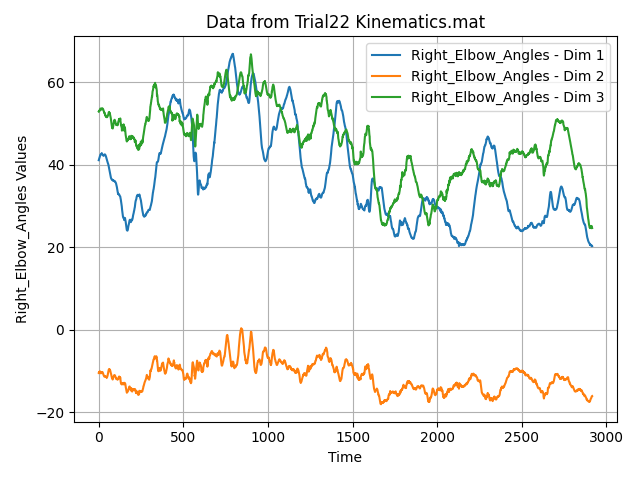 Data from Trial22 Kinematics.mat
Right_Elbow_Angles - Dim 1
Right_Elbow_Angles - Dim 2
Right_Elbow_Angles - Dim 3
Right_Elbow_Angles Values
60
40
20
0
−20
0 500 1000 1500 2000 2500 3000
Time